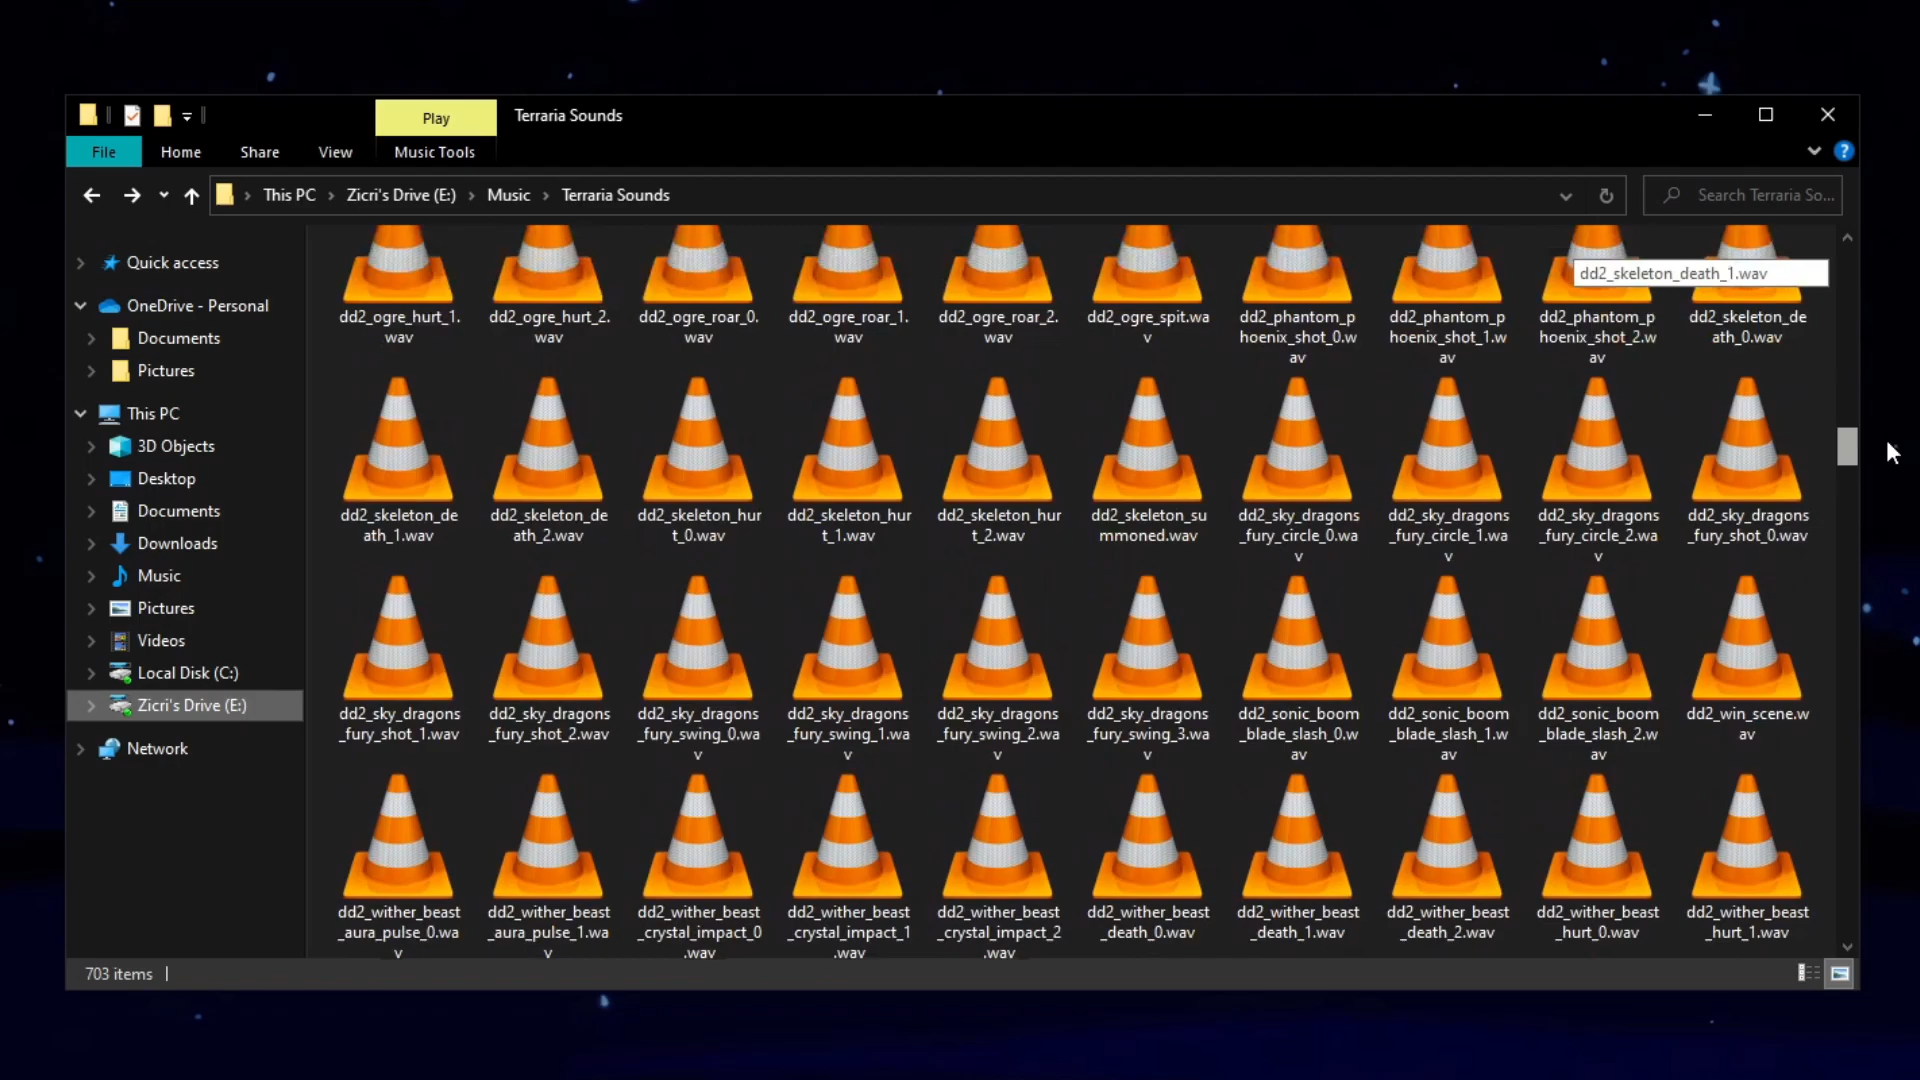 Play
Terraria Sounds
File
Home
Share
View
Music Tools
This PC
Zicri's Drive (E:)
Music
Terraria Sounds
Search Terraria So...
Quick access
OneDrive - Personal
Documents
Pictures
This PC
3D Objects
Desktop
Documents
Downloads
Music
Pictures
Videos
Local Disk (C:)
Zicri's Drive (E:)
Network
dd2_skeleton_death_1.wav
dd2_ogre_hurt_1.
wav
dd2_ogre_hurt_2.
wav
dd2_ogre_roar_0.
wav
dd2_ogre_roar_1.
wav
dd2_ogre_roar_2.
wav
dd2_ogre_spit.wa
v
dd2_phantom_p
hoenix_shot_0.w
av
dd2_phantom_p
hoenix_shot_1.w
av
dd2_phantom_p
hoenix_shot_2.w
av
dd2_skeleton_de
ath_0.wav
dd2_skeleton_de
ath_1.wav
dd2_skeleton_de
ath_2.wav
dd2_skeleton_hur
t_0.wav
dd2_skeleton_hur
t_1.wav
dd2_skeleton_hur
t_2.wav
dd2_skeleton_su
mmoned.wav
dd2_sky_dragons
_fury_circle_0.wa
v
dd2_sky_dragons
_fury_circle_1.wa
v
dd2_sky_dragons
_fury_circle_2.wa
v
dd2_sky_dragons
_fury_shot_0.wav
dd2_sky_dragons
_fury_shot_1.wav
dd2_sky_dragons
_fury_shot_2.wav
dd2_sky_dragons
_fury_swing_0.wa
v
dd2_sky_dragons
_fury_swing_1.wa
v
dd2_sky_dragons
_fury_swing_2.wa
v
dd2_sky_dragons
_fury_swing_3.wa
v
dd2_sonic_boom
_blade_slash_0.w
av
dd2_sonic_boom
_blade_slash_1.w
av
dd2_sonic_boom
_blade_slash_2.w
av
dd2_win_scene.w
av
dd2_wither_beast
_aura_pulse_0.wa
v
dd2_wither_beast
_aura_pulse_1.wa
v
dd2_wither_beast
_crystal_impact_0
.wav
dd2_wither_beast
_crystal_impact_1
.wav
dd2_wither_beast
_crystal_impact_2
.wav
dd2_wither_beast
_death_0.wav
dd2_wither_beast
_death_1.wav
dd2_wither_beast
_death_2.wav
dd2_wither_beast
_hurt_0.wav
dd2_wither_beast
_hurt_1.wav
703 items